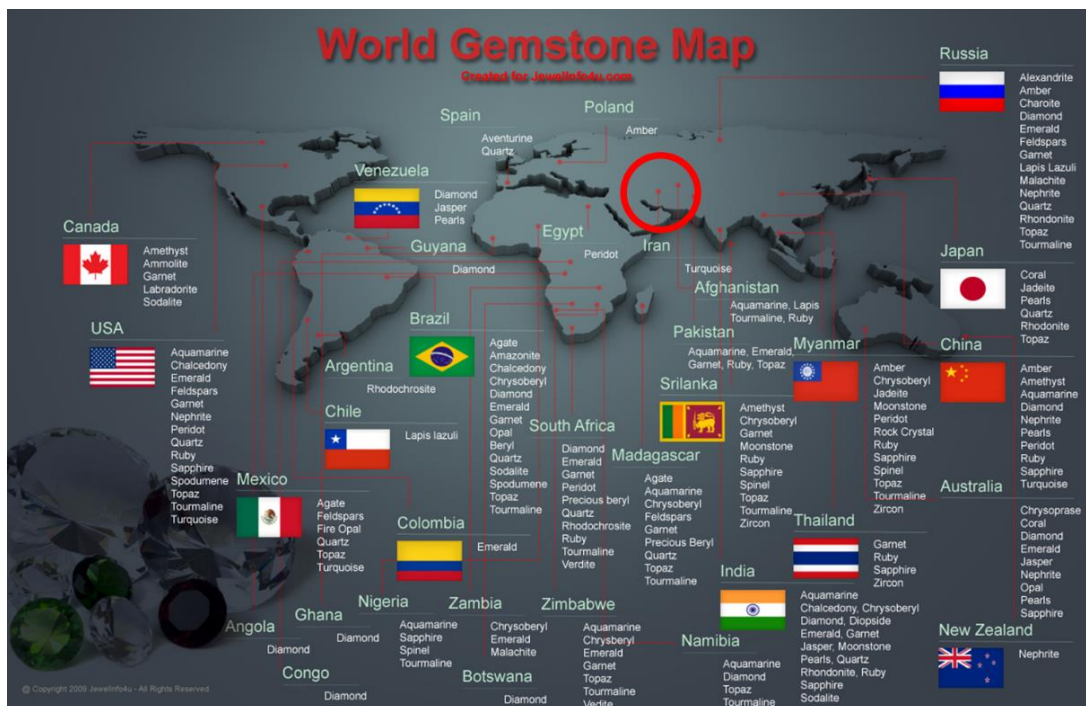 World Gemstone Map
Created for JewelInfo4u.com
Russia
Alexandrite
Amber
Charoite
Diamond
Emerald
Feldspars
Garnet
Lapis Lazuli
Malachite
Nephrite
Quartz
Rhondonite
Topaz
Tourmaline
Poland
Amber
Spain
Aventurine
Quartz
Venezuela
Diamond
Jasper
Pearls
Canada
Amethyst
Ammolite
Garnet
Labradorite
Sodalite
Guyana
Diamond
Egypt
Peridot
Iran
Turquoise
Afghanistan
Aquamarine, Lapis
Tourmaline, Ruby
Japan
Coral
Jadeite
Pearls
Quartz
Rhodonite
Topaz
USA
Aquamarine
Chalcedony
Emerald
Feldspars
Garnet
Nephrite
Peridot
Quartz
Ruby
Sapphire
Spodumene
Topaz
Tourmaline
Turquoise
Brazil
Agate
Amazonite
Chalcedony
Chrysoberyl
Diamond
Emerald
Garnet
Opal
Beryl
Quartz
Sodalite
Spodumene
Topaz
Tourmaline
Argentina
Rhodochrosite
Pakistan
Aquamarine, Emerald,
Garnet, Ruby, Topaz
Myanmar
Amber
Chrysoberyl
Jadeite
Moonstone
Peridot
Rock Crystal
Ruby
Sapphire
Spinel
Topaz
Tourmaline
Zircon
China
Amber
Amethyst
Aquamarine
Diamond
Nephrite
Pearls
Peridot
Ruby
Sapphire
Turquoise
Srilanka
Amethyst
Chrysoberyl
Garnet
Moonstone
Ruby
Sapphire
Spinel
Topaz
Tourmaline
Zircon
Chile
Lapis lazuli
South Africa
Diamond
Emerald
Garnet
Peridot
Precious beryl
Quartz
Rhodochrosite
Ruby
Tourmaline
Verdite
Madagascar
Agate
Aquamarine
Chrysoberyl
Feldspars
Garnet
Precious Beryl
Quartz
Topaz
Tourmaline
Mexico
Agate
Feldspars
Fire Opal
Quartz
Topaz
Turquoise
Colombia
Emerald
Australia
Chrysoprase
Coral
Diamond
Emerald
Jasper
Nephrite
Opal
Pearls
Sapphire
Thailand
Garnet
Ruby
Sapphire
Zircon
India
Aquamarine
Chalcedony, Chrysoberyl
Diamond, Diopside
Emerald, Garnet
Jasper, Moonstone
Pearls, Quartz
Rhondonite, Ruby
Sapphire
Sodalite
Angola
Diamond
Ghana
Diamond
Nigeria
Aquamarine
Sapphire
Spinel
Tourmaline
Zambia
Chrysoberyl
Emerald
Malachite
Zimbabwe
Aquamarine
Chrysberyl
Emerald
Garnet
Topaz
Tourmaline
Vedite
Namibia
Aquamarine
Diamond
Topaz
Tourmaline
New Zealand
Nephrite
Congo
Diamond
Botswana
Diamond
@ Copyright 2009 Jewelinfo4u - All Rights Reserved